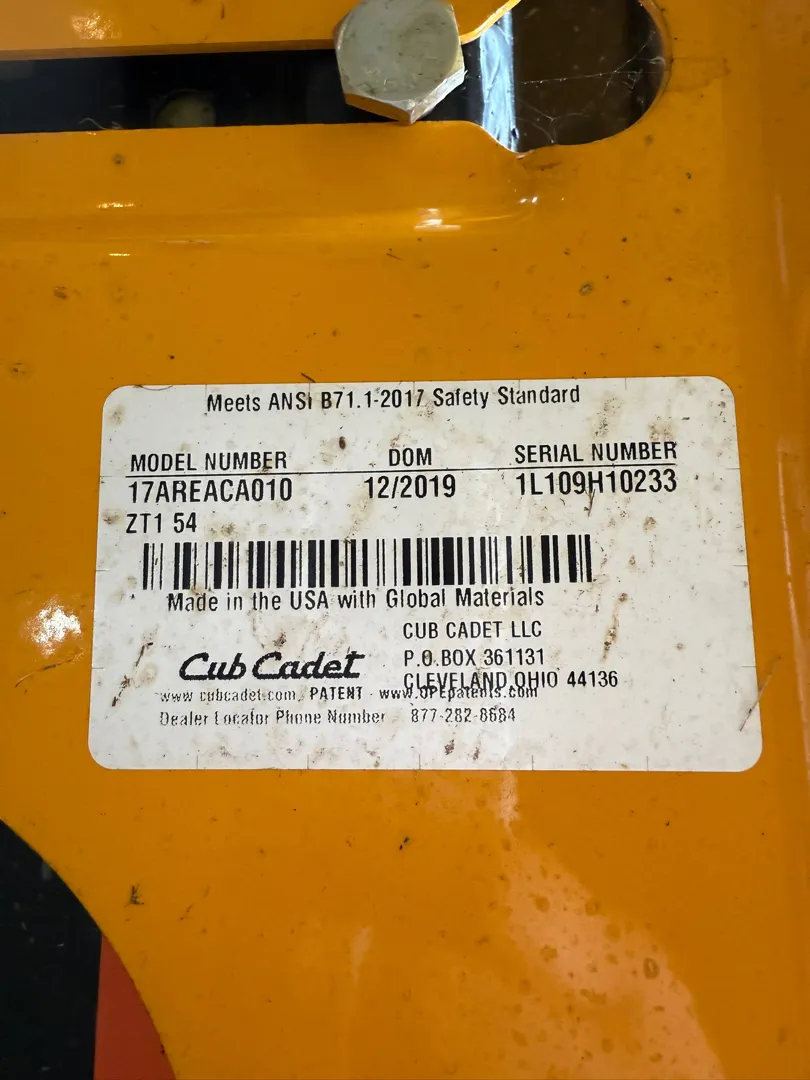 Meets ANSI B71.1-2017 Safety Standard
MODEL NUMBER DOM SERIAL NUMBER
17AREACA010 12/2019 1L109H10233
ZT1 54
Made in the USA with Global Materials
CUB CADET LLC
P.O.BOX 361131
CLEVELAND,OHIO 44136
Cub Cadet
www.cubcadet.com, PATENT - www.OPEpatents.com
Dealer Locator Phone Number 877-282-8684